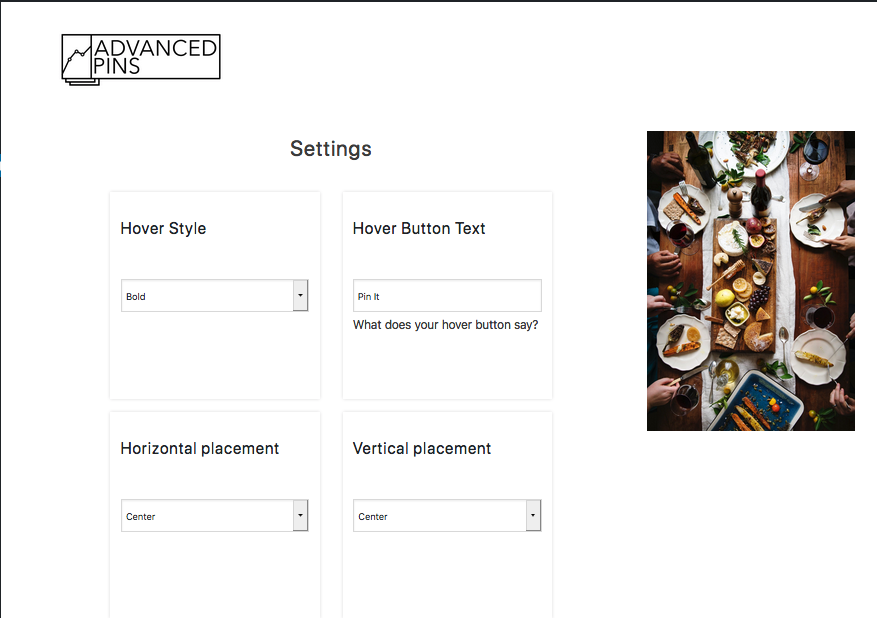 ADVANCED
PINS
Settings
Hover Style
Hover Button Text
Bold
Pin It
What does your hover button say?
Horizontal placement
Vertical placement
Center
Center